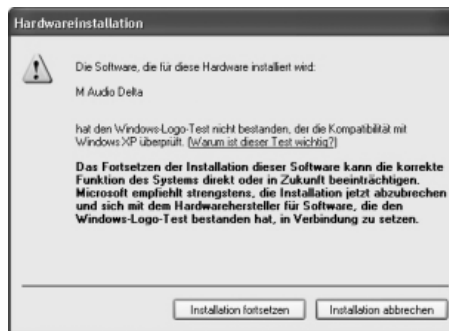 Hardwareinstallation
Die Software, die für diese Hardware installiert wird:
M Audio Delta
hat den Windows-Logo-Test nicht bestanden, der die Kompatibilität mit
Windows XP überprüft. (Warum ist dieser Test wichtig?)
Das Fortsetzen der Installation dieser Software kann die korrekte
Funktion des Systems direkt oder in Zukunft beeinträchtigen.
Microsoft empfiehlt strengstens, die Installation jetzt abzubrechen
und sich mit dem Hardwarehersteller für Software, die den
Windows-Logo-Test bestanden hat, in Verbindung zu setzen.
Installation fortsetzen Installation abbrechen